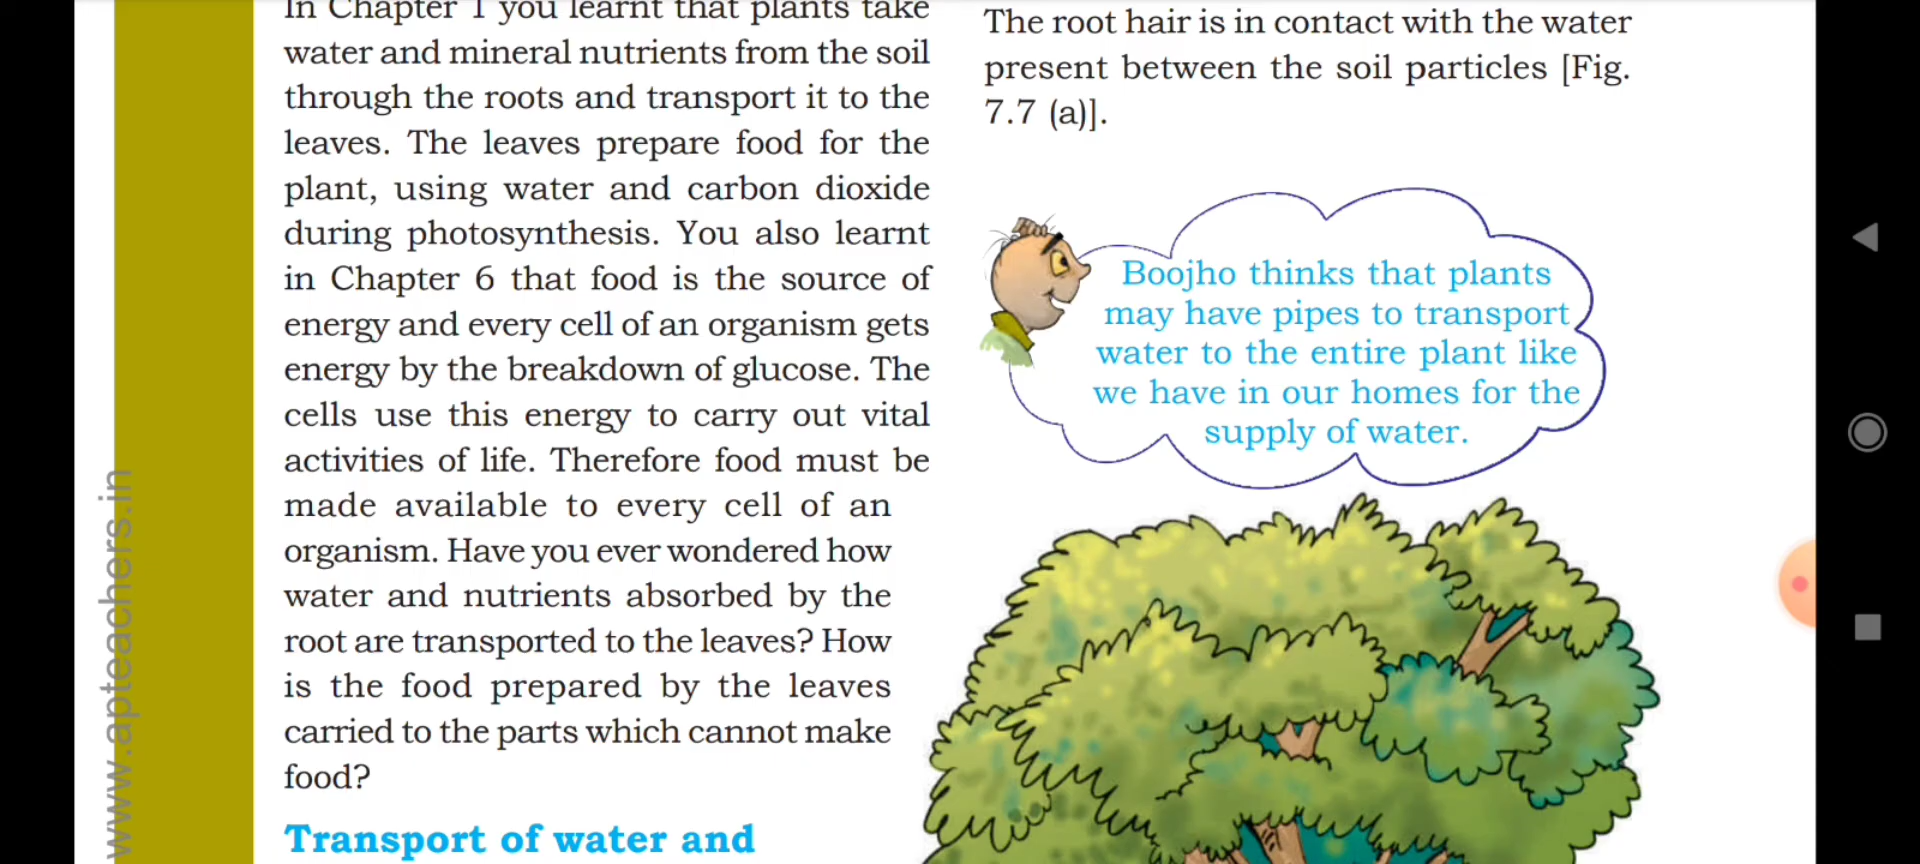 In Chapter 1 you learnt that plants take
water and mineral nutrients from the soil
through the roots and transport it to the
leaves. The leaves prepare food for the
plant, using water and carbon dioxide
during photosynthesis. You also learnt
in Chapter 6 that food is the source of
energy and every cell of an organism gets
energy by the breakdown of glucose. The
cells use this energy to carry out vital
activities of life. Therefore food must be
made available to every cell of an
organism. Have you ever wondered how
water and nutrients absorbed by the
root are transported to the leaves? How
is the food prepared by the leaves
carried to the parts which cannot make
food?
Transport of water and
The root hair is in contact with the water
present between the soil particles [Fig.
7.7 (a)].
Boojho thinks that plants
may have pipes to transport
water to the entire plant like
we have in our homes for the
supply of water.
www.apteachers.in